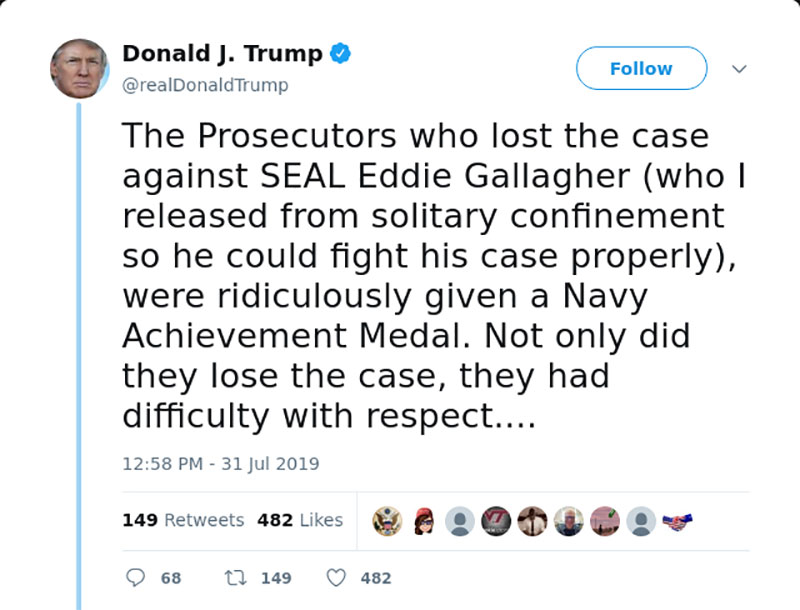 Donald J. Trump
@realDonaldTrump
Follow
The Prosecutors who lost the case
against SEAL Eddie Gallagher (who I
released from solitary confinement
so he could fight his case properly),
were ridiculously given a Navy
Achievement Medal. Not only did
they lose the case, they had
difficulty with respect....
12:58 PM - 31 Jul 2019
149 Retweets 482 Likes
68 149 482